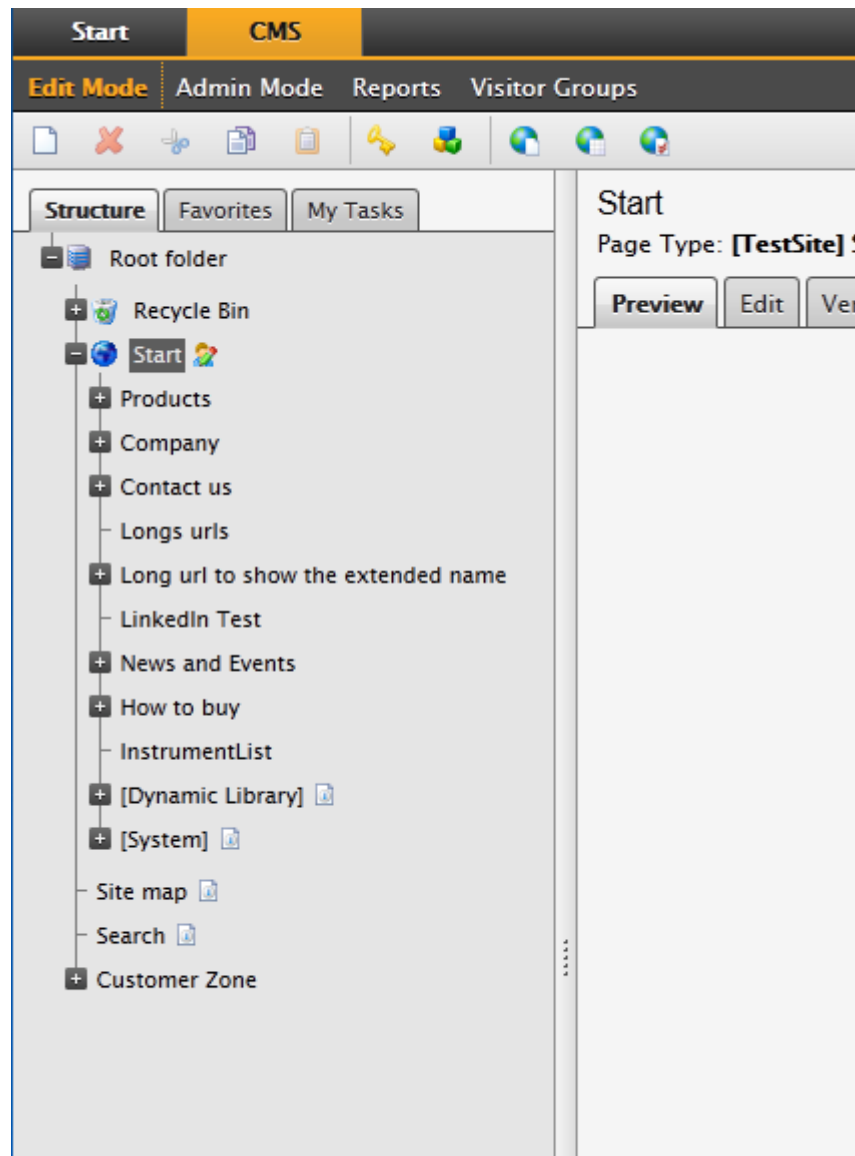 Start CMS
Edit Mode Admin Mode Reports Visitor Groups
Structure Favorites My Tasks
Root folder
Recycle Bin
Start
Products
Company
Contact us
Longs urls
Long url to show the extended name
LinkedIn Test
News and Events
How to buy
InstrumentList
[Dynamic Library]
[System]
Site map
Search
Customer Zone
Start
Page Type: [TestSite]
Preview Edit